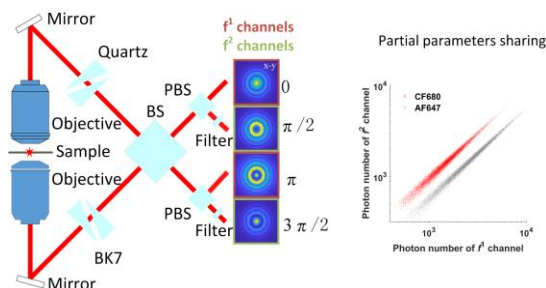 Mirror
Quartz
Objective
Sample
Objective
BK7
Mirror
BS
PBS
Filter
PBS
Filter
f¹ channels
f² channels
x-y
0
π/2
π
3 π/2
Partial parameters sharing
CF680
AF647
Photon number of f² channel
10⁴
10³
10³
10⁴
Photon number of f¹ channel